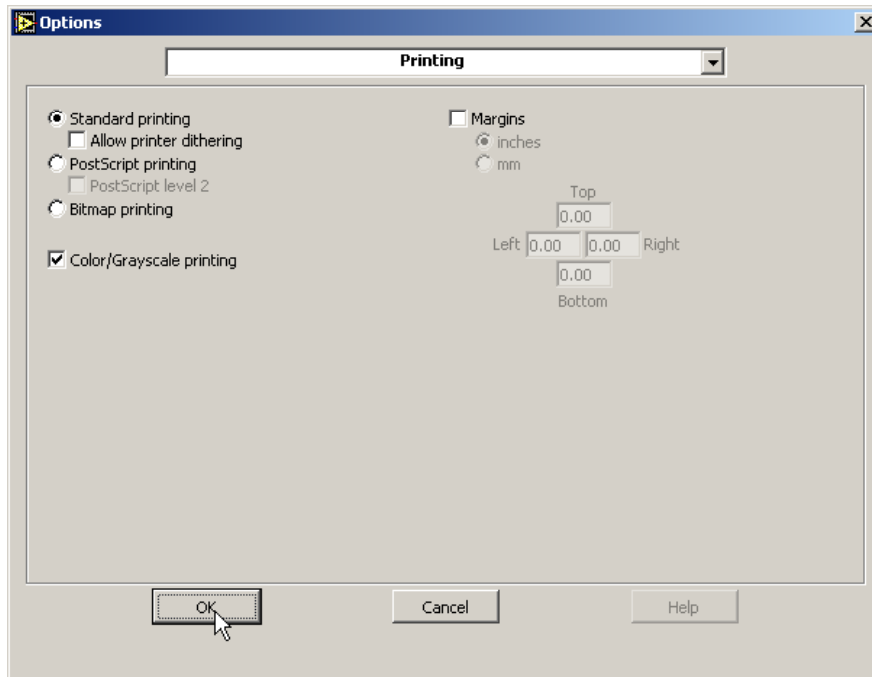 Options
Printing
Standard printing
Allow printer dithering
PostScript printing
PostScript level 2
Bitmap printing
Color/Grayscale printing
Margins
inches
mm
Top
0.00
Left 0.00 0.00 Right
0.00
Bottom
OK Cancel Help